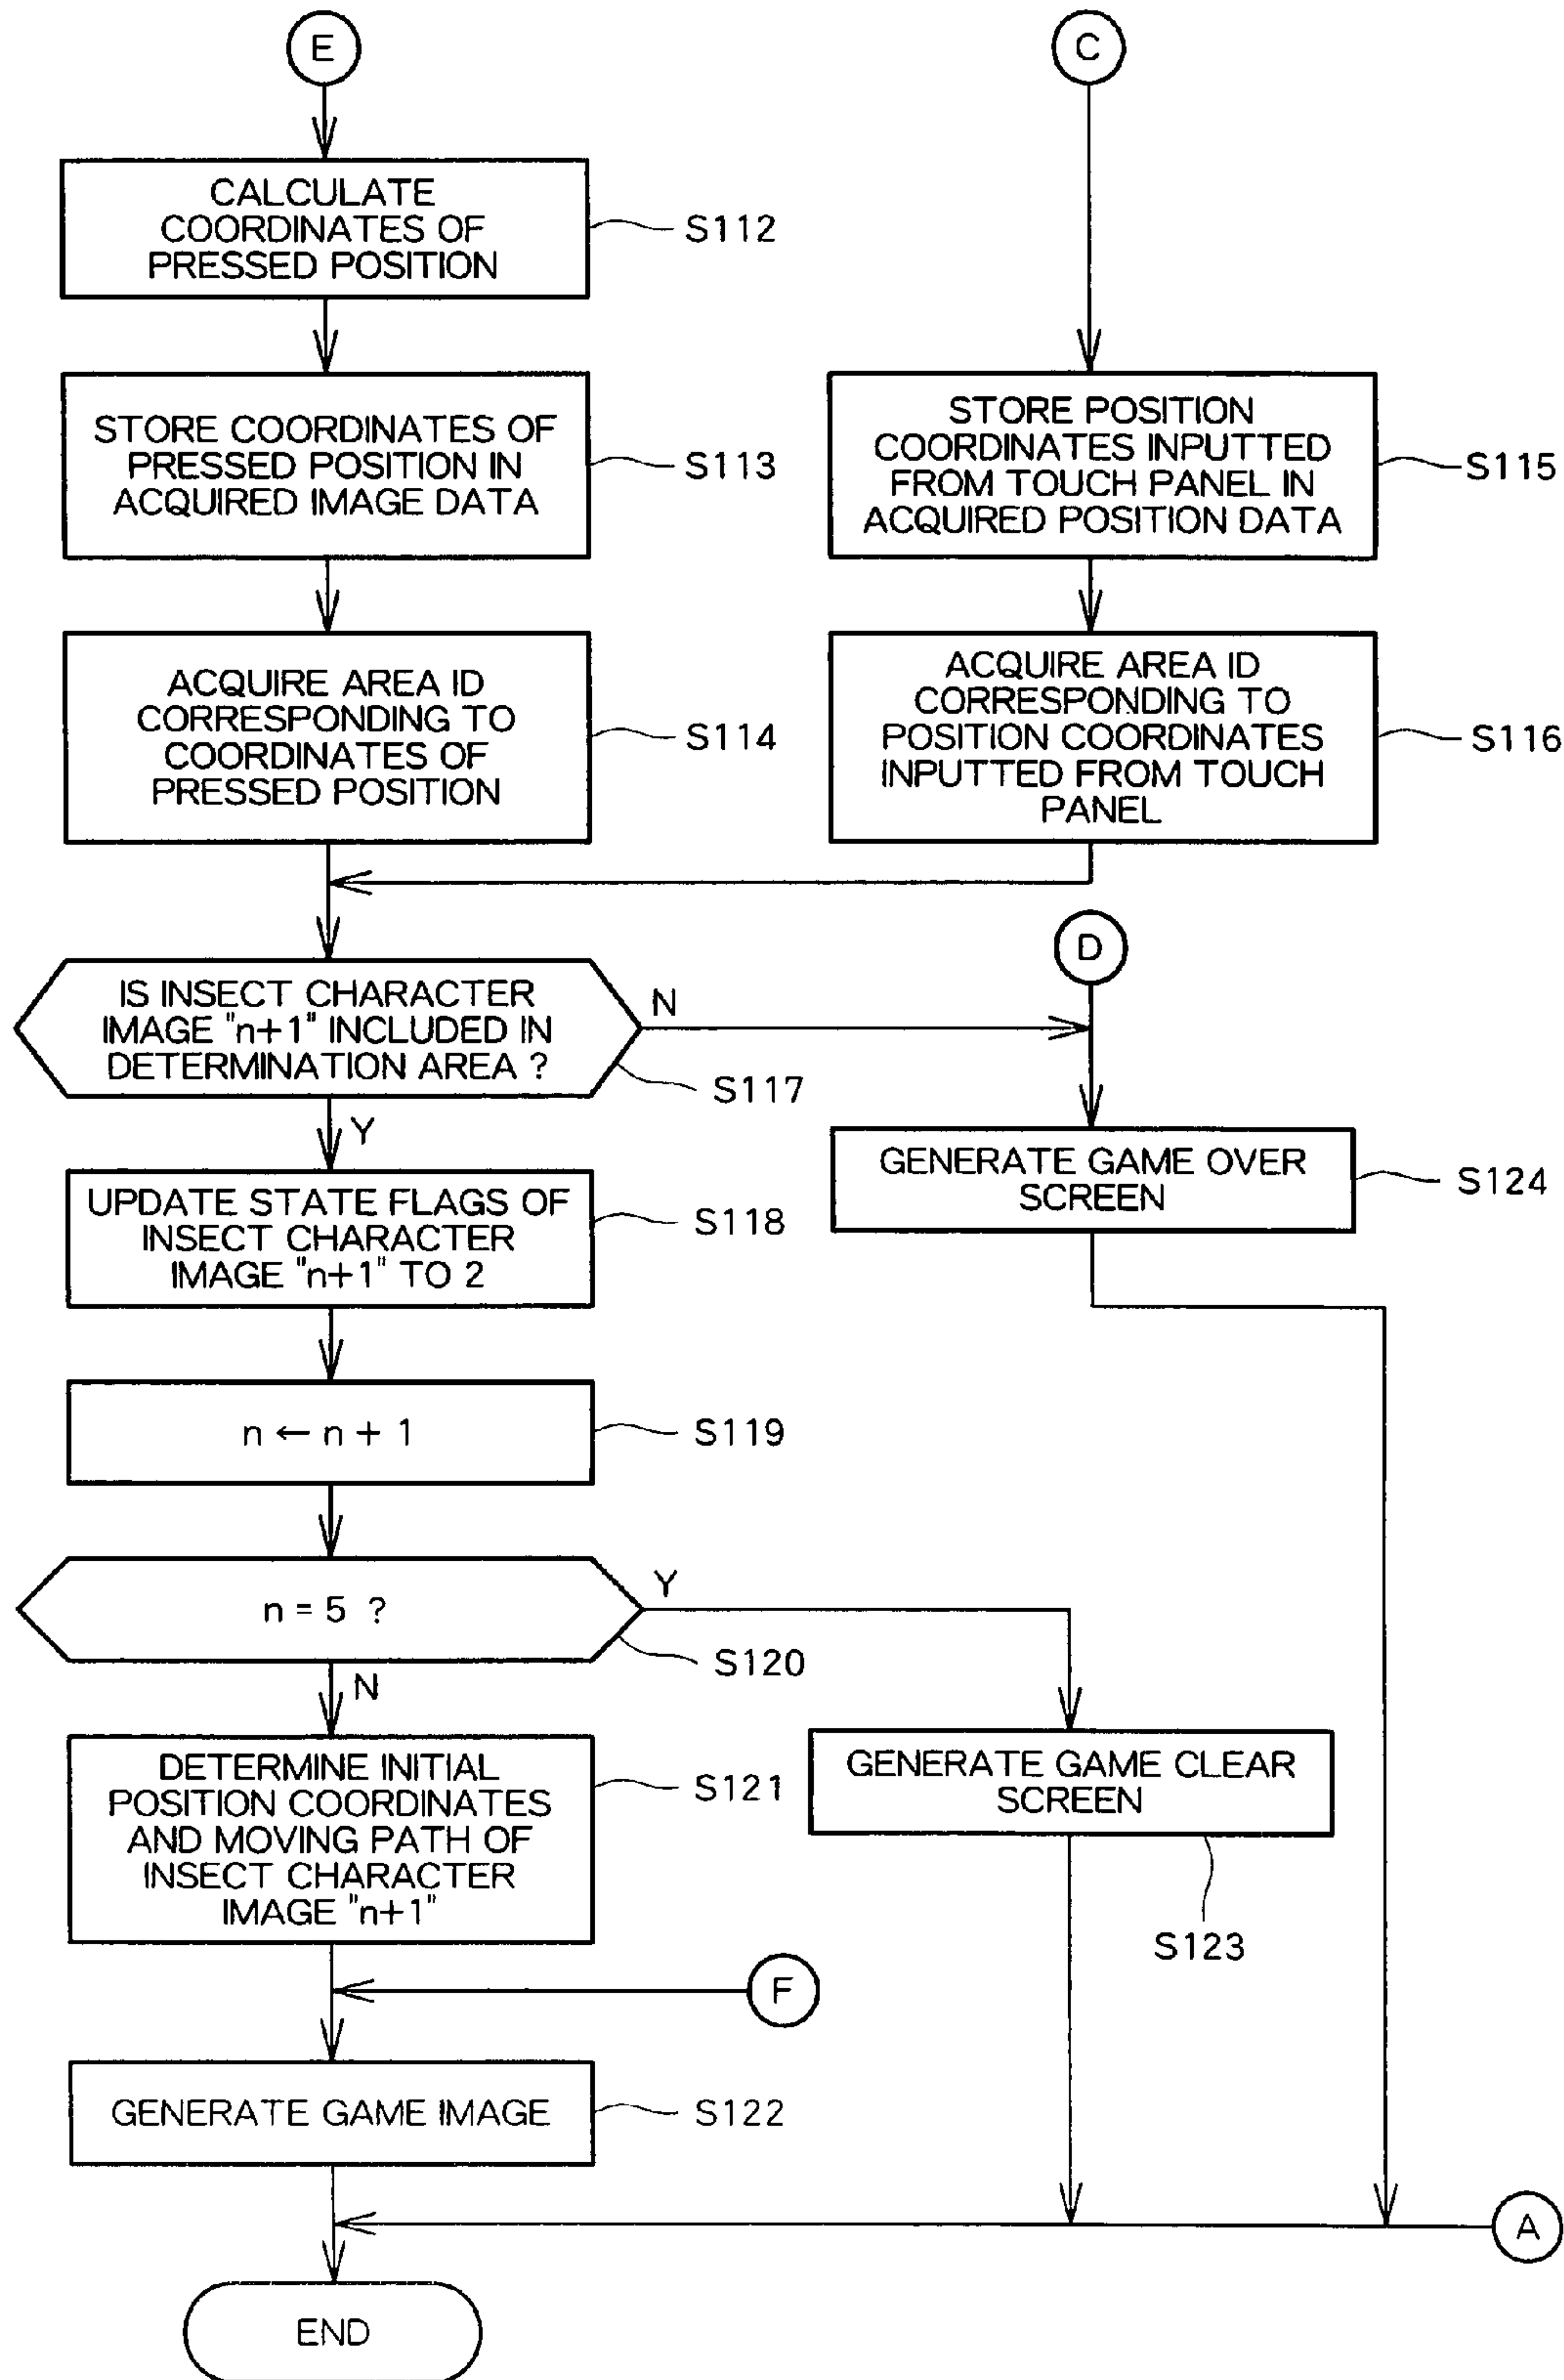 E
C
CALCULATE
COORDINATES OF
PRESSED POSITION
S112
STORE COORDINATES OF
PRESSED POSITION IN
ACQUIRED IMAGE DATA
S113
STORE POSITION
COORDINATES INPUTTED
FROM TOUCH PANEL IN
ACQUIRED POSITION DATA
S115
ACQUIRE AREA ID
CORRESPONDING TO
COORDINATES OF
PRESSED POSITION
S114
ACQUIRE AREA ID
CORRESPONDING TO
POSITION COORDINATES
INPUTTED FROM TOUCH
PANEL
S116
D
IS INSECT CHARACTER
IMAGE "n+1" INCLUDED IN
DETERMINATION AREA ?
N
S117
Y
GENERATE GAME OVER
SCREEN
S124
UPDATE STATE FLAGS OF
INSECT CHARACTER
IMAGE "n+1" TO 2
S118
n ← n + 1
S119
n = 5 ?
Y
S120
N
DETERMINE INITIAL
POSITION COORDINATES
AND MOVING PATH OF
INSECT CHARACTER
IMAGE "n+1"
S121
GENERATE GAME CLEAR
SCREEN
S123
F
GENERATE GAME IMAGE
S122
A
END